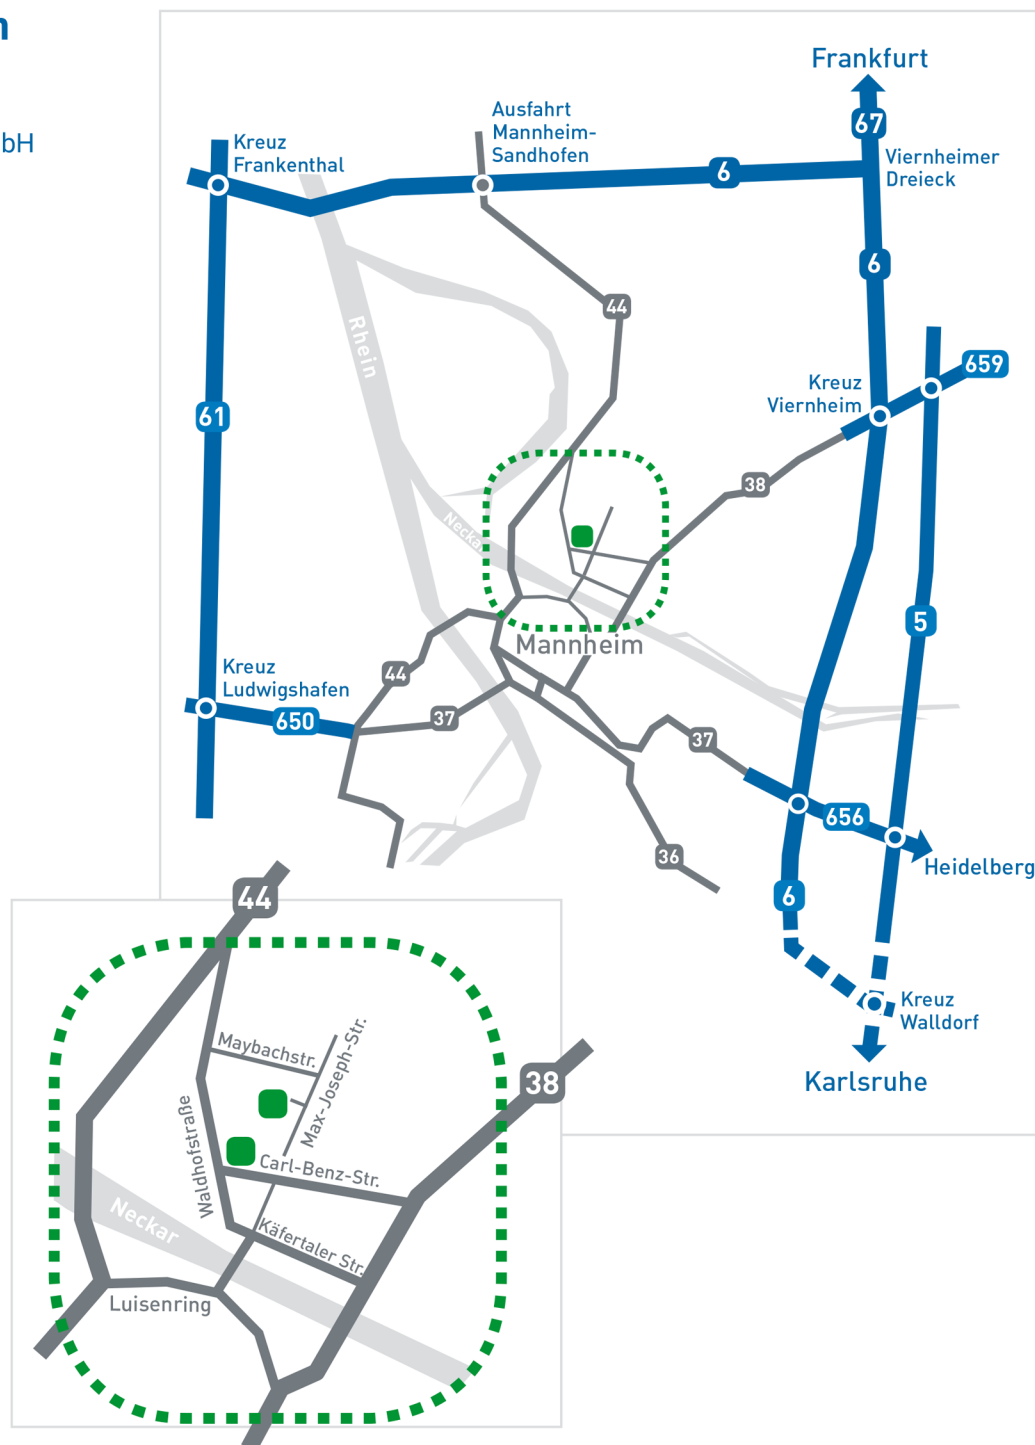 n
bH
Frankfurt
67
Ausfahrt
Mannheim-
Sandhofen
Kreuz
Frankenthal
6
Viernheimer
Dreieck
6
44
Rhein
659
Kreuz
Viernheim
61
38
Neckar
5
Mannheim
Kreuz
Ludwigshafen
44
650
37
37
656
36
Heidelberg
6
44
Kreuz
Walldorf
Karlsruhe
Maybachstr.
Max-Joseph-Str.
38
Waldhofstraße
Carl-Benz-Str.
Neckar
Käfertaler Str.
Luisenring